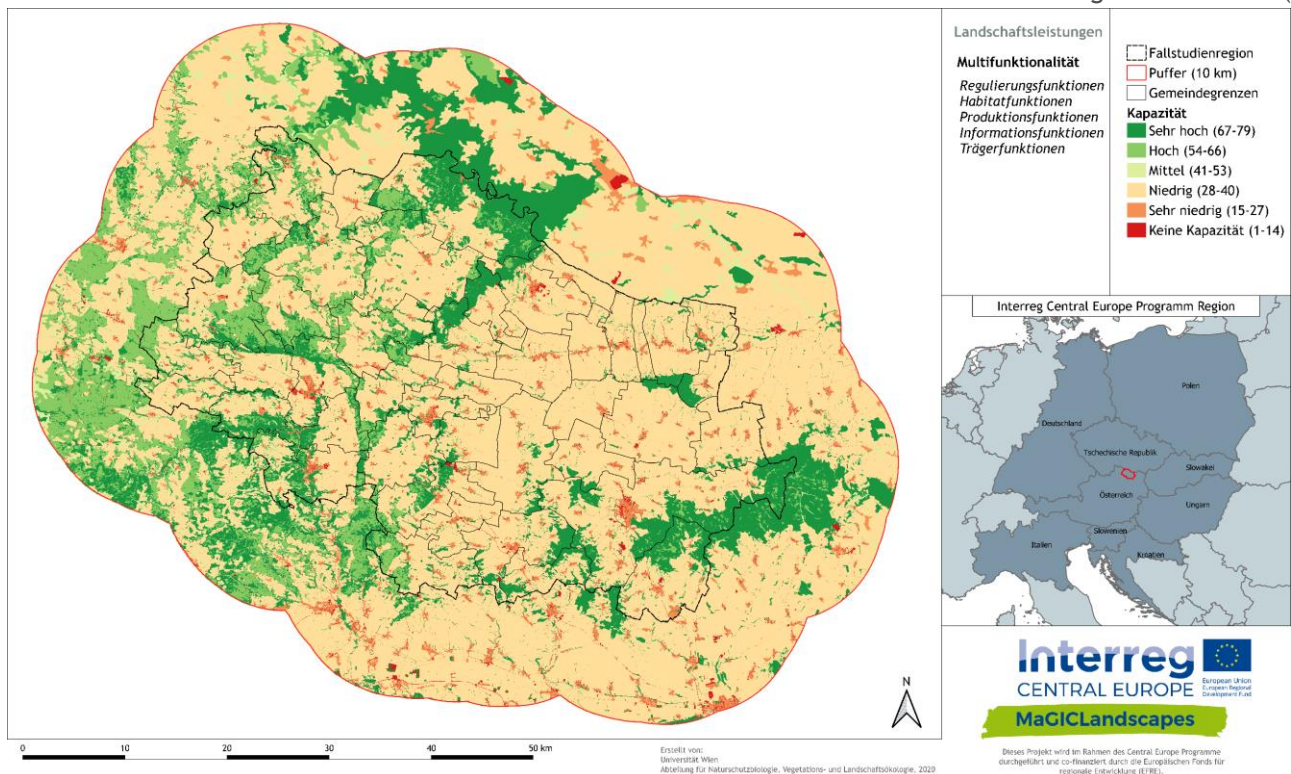 Landschaftsleistungen
Multifunktionalität
Regulierungsfunktionen
Habitatfunktionen
Produktionsfunktionen
Informationsfunktionen
Trägerfunktionen
Fallstudienregion
Puffer (10 km)
Gemeindegrenzen
Kapazität
Sehr hoch (67-79)
Hoch (54-66)
Mittel (41-53)
Niedrig (28-40)
Sehr niedrig (15-27)
Keine Kapazität (1-14)
Interreg Central Europe Programm Region
Polen
Deutschland
Tschechische Republik
Slowakei
Österreich
Ungarn
Slowenien
Italien
Kroatien
N
0 10 20 30 40 50 km
Erstellt von:
Universität Wien
Abteilung für Naturschutzbiologie, Vegetations- und Landschaftsökologie, 2020
Interreg
CENTRAL EUROPE
European Union
European Regional
Development Fund
MaGICLandscapes
Dieses Projekt wird im Rahmen des Central Europe Programme
durchgeführt und co-finanziert durch die Europäischen Fonds für
regionale Entwicklung (EFRE).